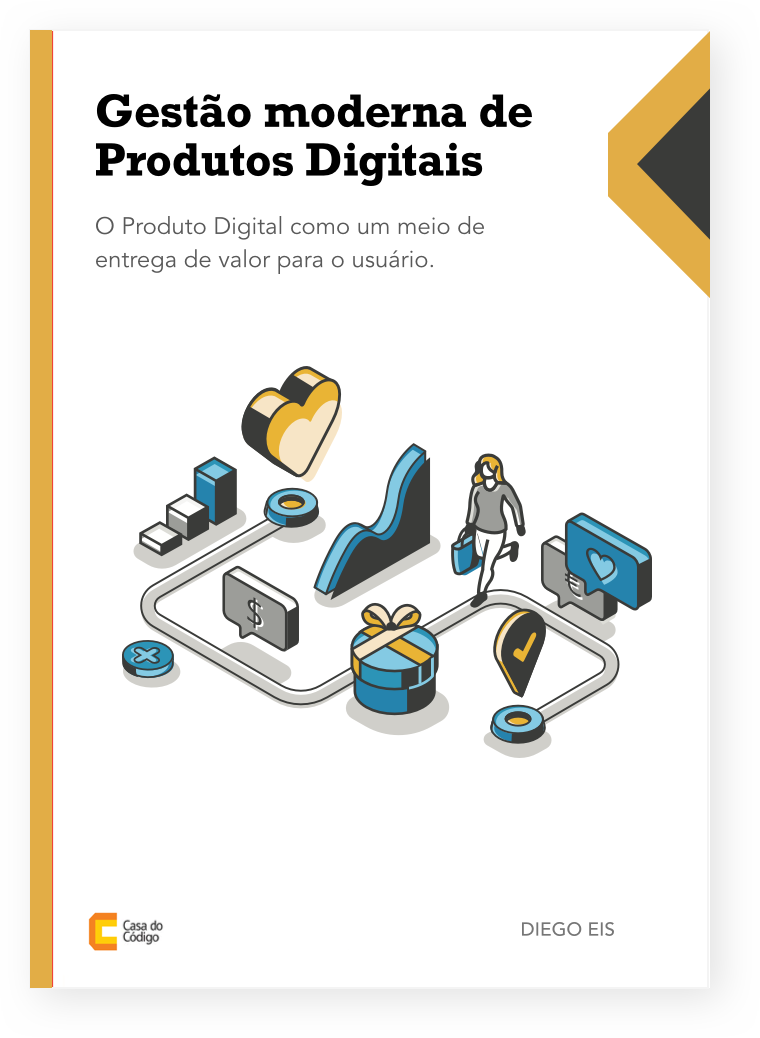 Gestão moderna de
Produtos Digitais
O Produto Digital como um meio de
entrega de valor para o usuário.
$
€
Casa do
Código
DIEGO EIS